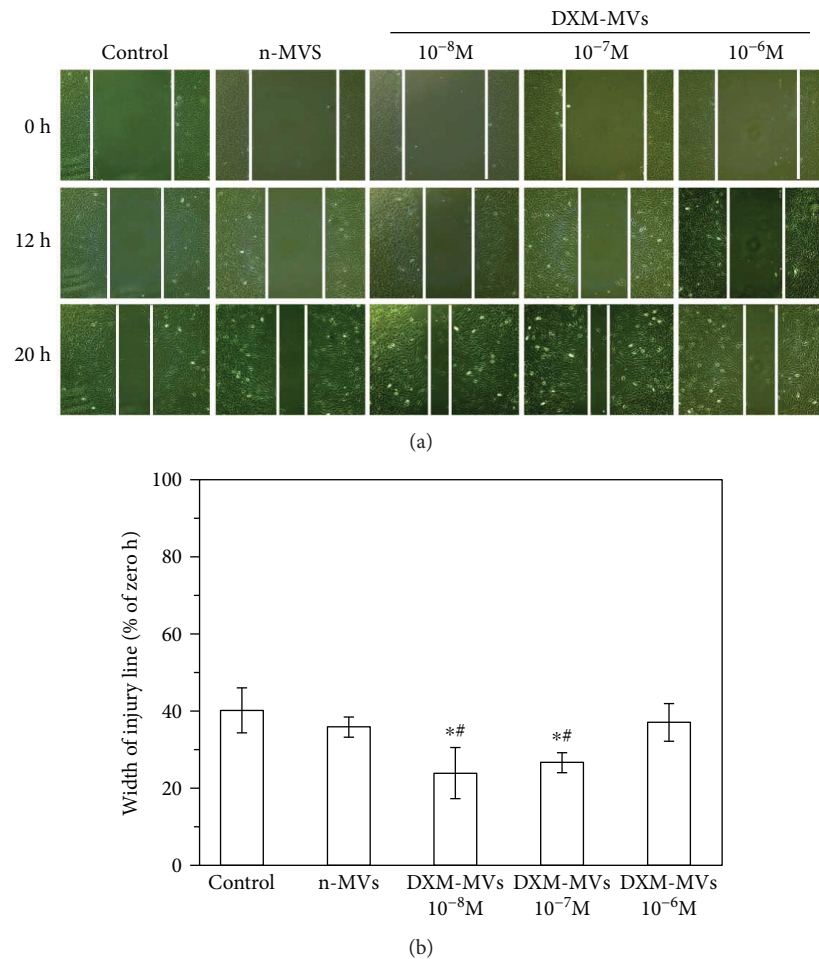 DXM-MVs
Control n-MVS 10⁻⁸M 10⁻⁷M 10⁻⁶M
0 h
12 h
20 h
(a)
Width of injury line (% of zero h)
100
80
60
40
20
0
*#
*#
Control n-MVs DXM-MVs DXM-MVs DXM-MVs
10⁻⁸M 10⁻⁷M 10⁻⁶M
(b)